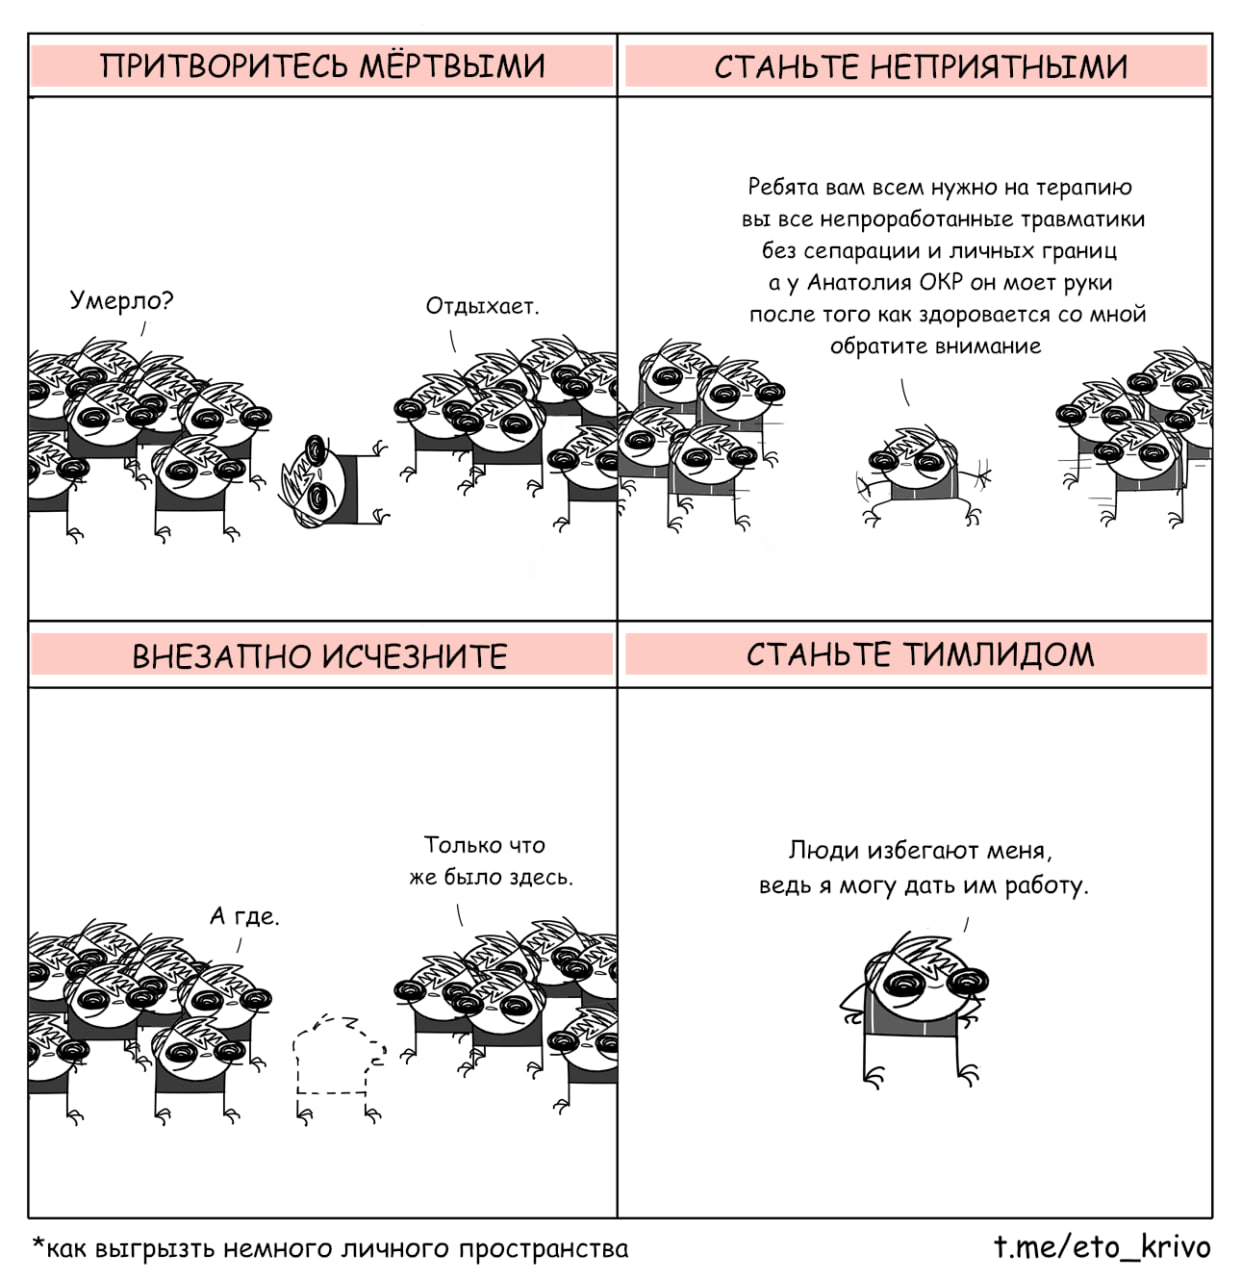 ПРИТВОРИТЕСЬ МЁРТВЫМИ
Умерло?
Отдыхает.
СТАНЬТЕ НЕПРИЯТНЫМИ
Ребята вам всем нужно на терапию
вы все непроработанные травматики
без сепарации и личных границ
а у Анатолия ОКР он моет руки
после того как здоровается со мной
обратите внимание
ВНЕЗАПНО ИСЧЕЗНИТЕ
А где.
Только что
же было здесь.
СТАНЬТЕ ТИМЛИДОМ
Люди избегают меня,
ведь я могу дать им работу.
*как выгрызть немного личного пространства
t.me/eto_krivo